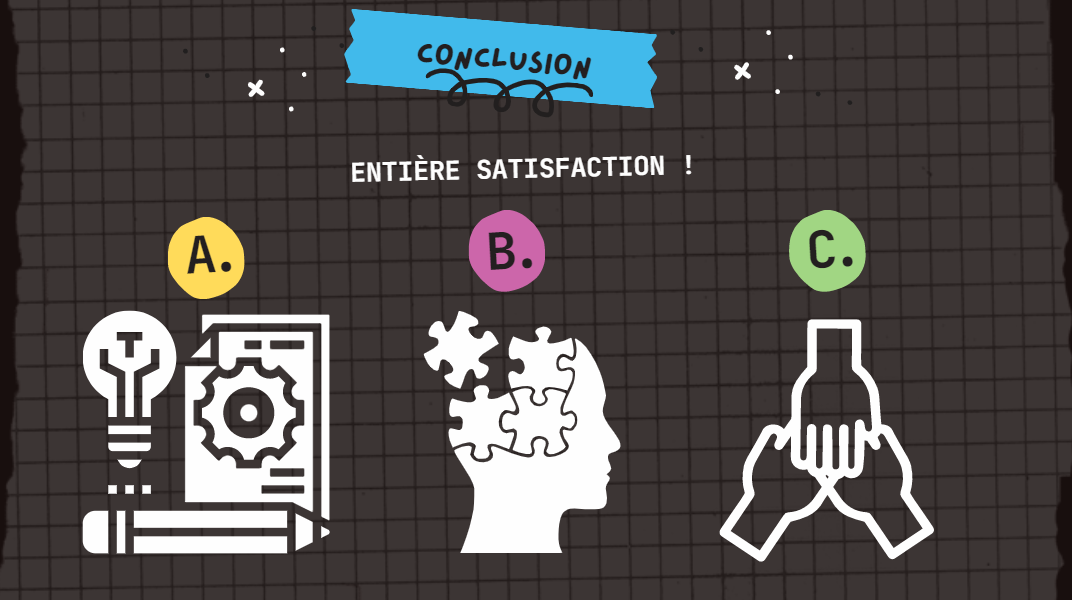 CONCLUSION
ENTIÈRE SATISFACTION !
A.
B.
C.